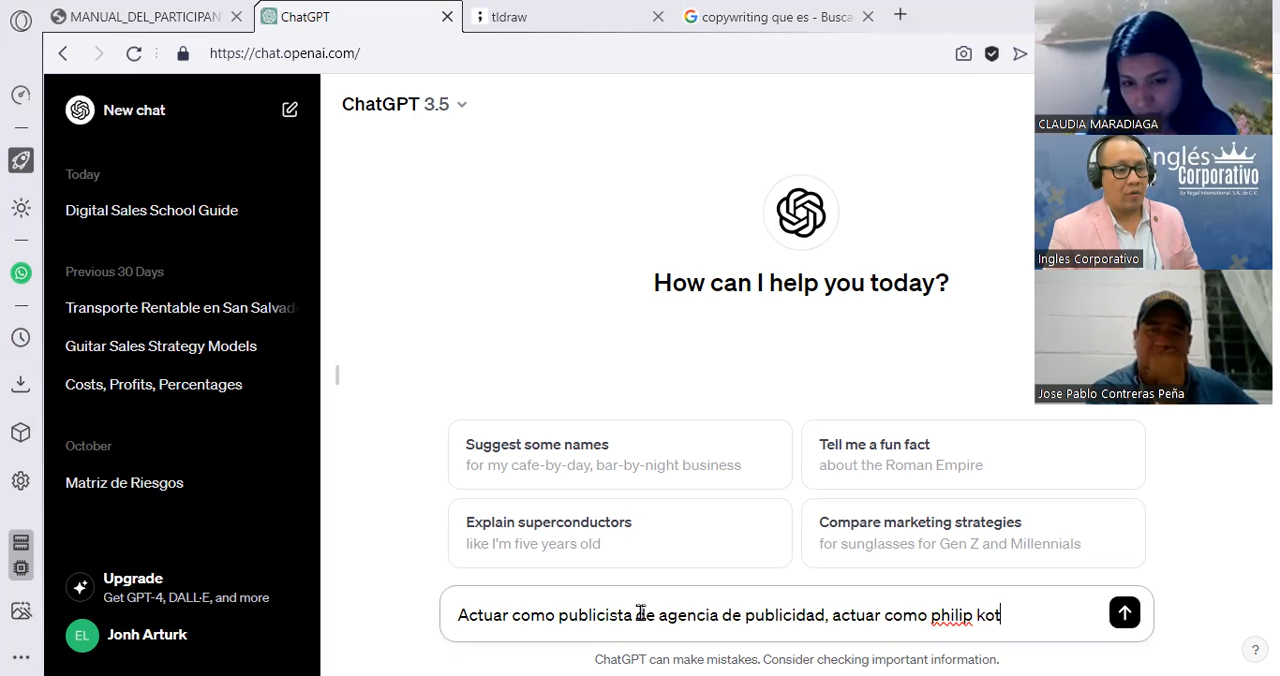 MANUAL_DEL_PARTICIPAN
ChatGPT
tldraw
copywriting que es - Busca
https://chat.openai.com/
New chat
Today
Digital Sales School Guide
Previous 30 Days
Transporte Rentable en San Salvad
Guitar Sales Strategy Models
Costs, Profits, Percentages
October
Matriz de Riesgos
Upgrade
Get GPT-4, DALL·E, and more
EL
Jonh Arturk
ChatGPT 3.5
How can I help you today?
Suggest some names
for my cafe-by-day, bar-by-night business
Tell me a fun fact
about the Roman Empire
Explain superconductors
like I'm five years old
Compare marketing strategies
for sunglasses for Gen Z and Millennials
Actuar como publicista de agencia de publicidad, actuar como philip kot
ChatGPT can make mistakes. Consider checking important information.
?
CLAUDIA MARADIAGA
Inglés
Corporativo
By Regal International, S.A. de C.V.
Ingles Corporativo
Jose Pablo Contreras Peña